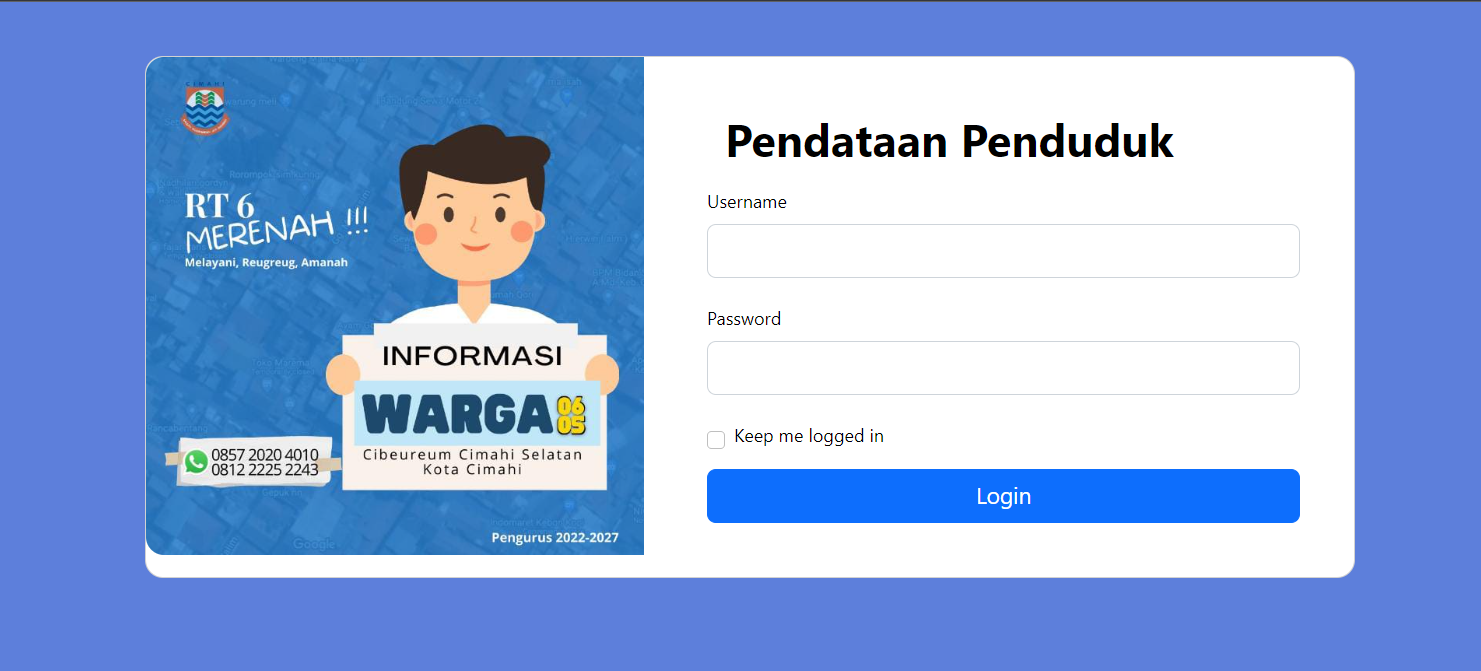 CIMAHI
RT 6
MERENAH !!!
Melayani, Reugreug, Amanah
INFORMASI
WARGA 06
05
Cibeureum Cimahi Selatan
Kota Cimahi
0857 2020 4010
0812 2225 2243
Google
Pengurus 2022-2027
Pendataan Penduduk
Username
Password
Keep me logged in
Login